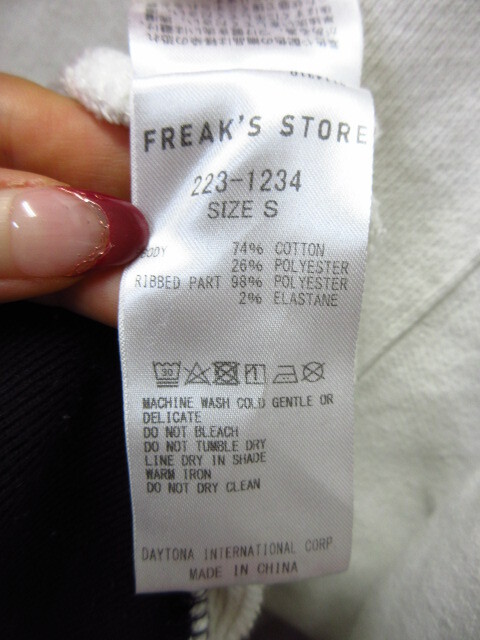 FREAK'S STORE
223-1234
SIZE S
BODY 74% COTTON
26% POLYESTER
RIBBED PART 98% POLYESTER
2% ELASTANE
30
MACHINE WASH COLD GENTLE OR
DELICATE
DO NOT BLEACH
DO NOT TUMBLE DRY
LINE DRY IN SHADE
WARM IRON
DO NOT DRY CLEAN
DAYTONA INTERNATIONAL CORP
MADE IN CHINA